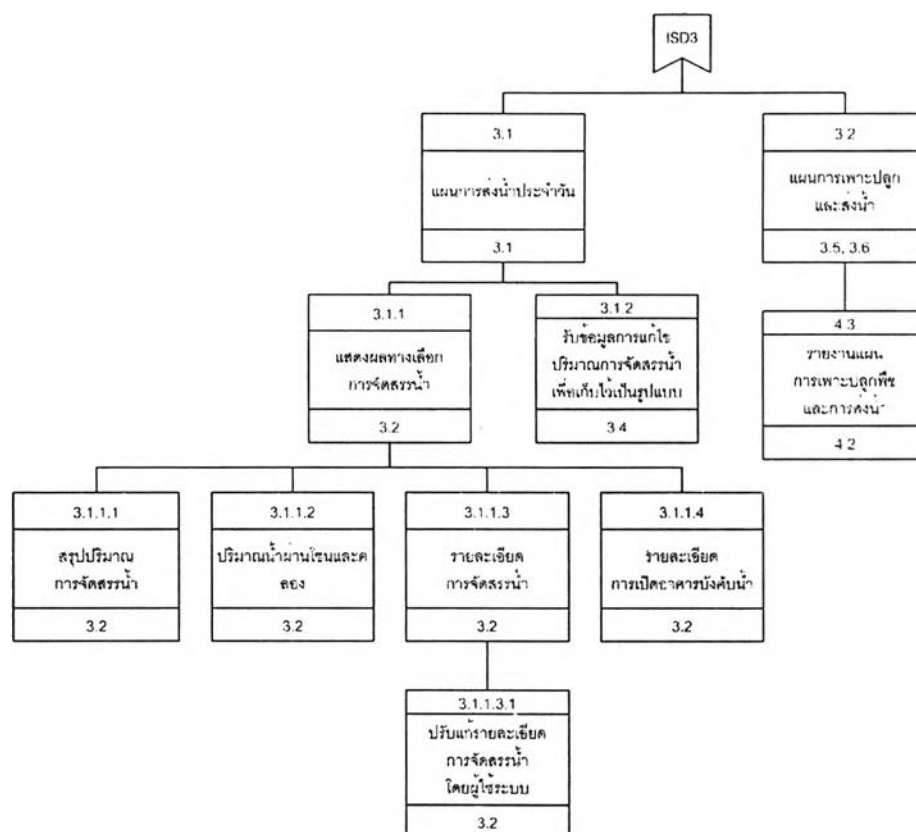 ISD3
3.1
แผนการส่งน้ำประจำวัน
3.1
3.2
แผนการเพาะปลูก
และส่งน้ำ
3.5, 3.6
3.1.1
แสดงผลทางเลือก
การจัดสรรน้ำ
3.2
3.1.2
รับข้อมูลการแก้ไข
ปริมาณการจัดสรรน้ำ
เพื่อเก็บไว้เป็นรูปแบบ
3.4
4.3
รายงานแผน
การเพาะปลูกพืช
และการส่งน้ำ
4.2
3.1.1.1
สรุปปริมาณ
การจัดสรรน้ำ
3.2
3.1.1.2
ปริมาณน้ำผ่านโซนและค
ลอง
3.2
3.1.1.3
รายละเอียด
การจัดสรรน้ำ
3.2
3.1.1.4
รายละเอียด
การเปิดอาคารบังคับน้ำ
3.2
3.1.1.3.1
ปรับแก้รายละเอียด
การจัดสรรน้ำ
โดยผู้ใช้ระบบ
3.2